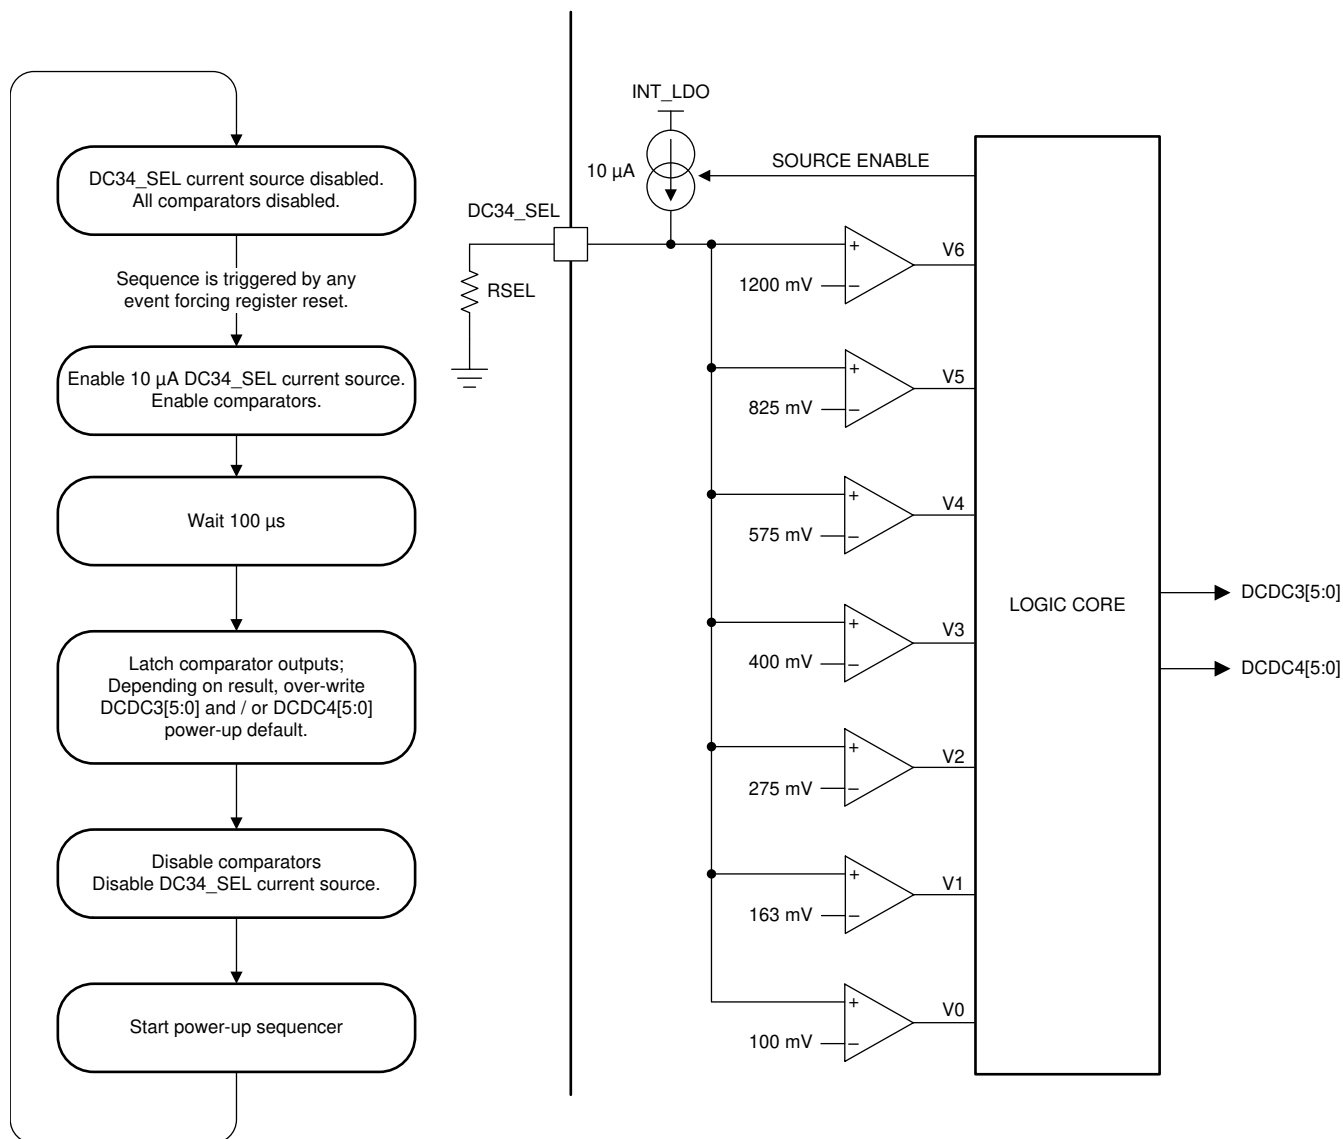 DC34_SEL current source disabled.
All comparators disabled.
Sequence is triggered by any
event forcing register reset.
Enable 10 µA DC34_SEL current source.
Enable comparators.
Wait 100 µs
Latch comparator outputs;
Depending on result, over-write
DCDC3[5:0] and / or DCDC4[5:0]
power-up default.
Disable comparators
Disable DC34_SEL current source.
Start power-up sequencer
INT_LDO
10 µA
SOURCE ENABLE
DC34_SEL
RSEL
+
1200 mV
–
V6
+
825 mV
–
V5
+
575 mV
–
V4
+
400 mV
–
V3
+
275 mV
–
V2
+
163 mV
–
V1
+
100 mV
–
V0
LOGIC CORE
DCDC3[5:0]
DCDC4[5:0]